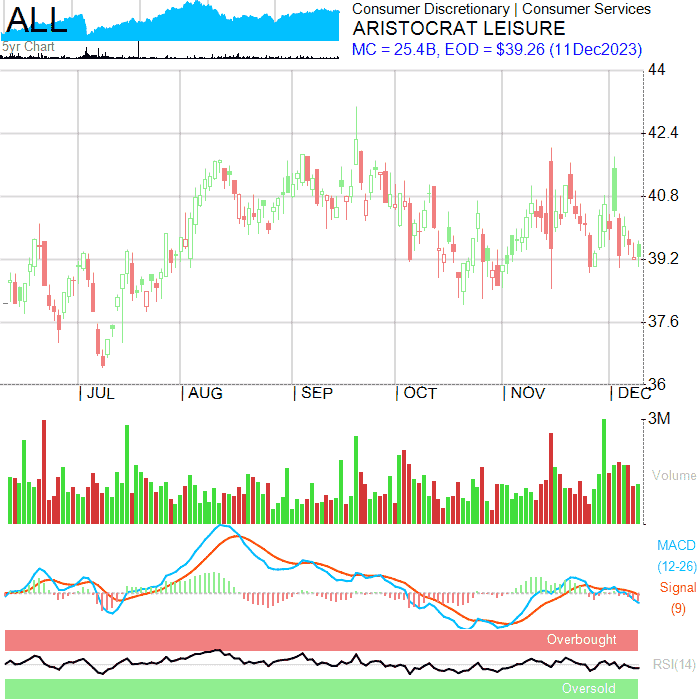 ALL
5yr Chart
Consumer Discretionary | Consumer Services
ARISTOCRAT LEISURE
MC = 25.4B, EOD = $39.26 (11Dec2023)
44
42.4
40.8
39.2
37.6
36
| JUL | AUG | SEP | OCT | NOV | DEC
3M
Volume
MACD
(12-26)
Signal
(9)
Overbought
RSI(14)
Oversold